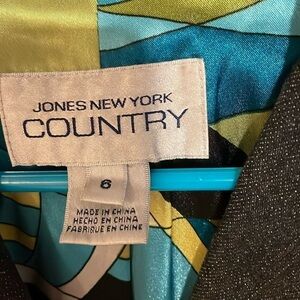 JONES NEW YORK
COUNTRY
6
MADE IN CHINA
HECHO EN CHINA
FABRIQUÉ EN CHINE